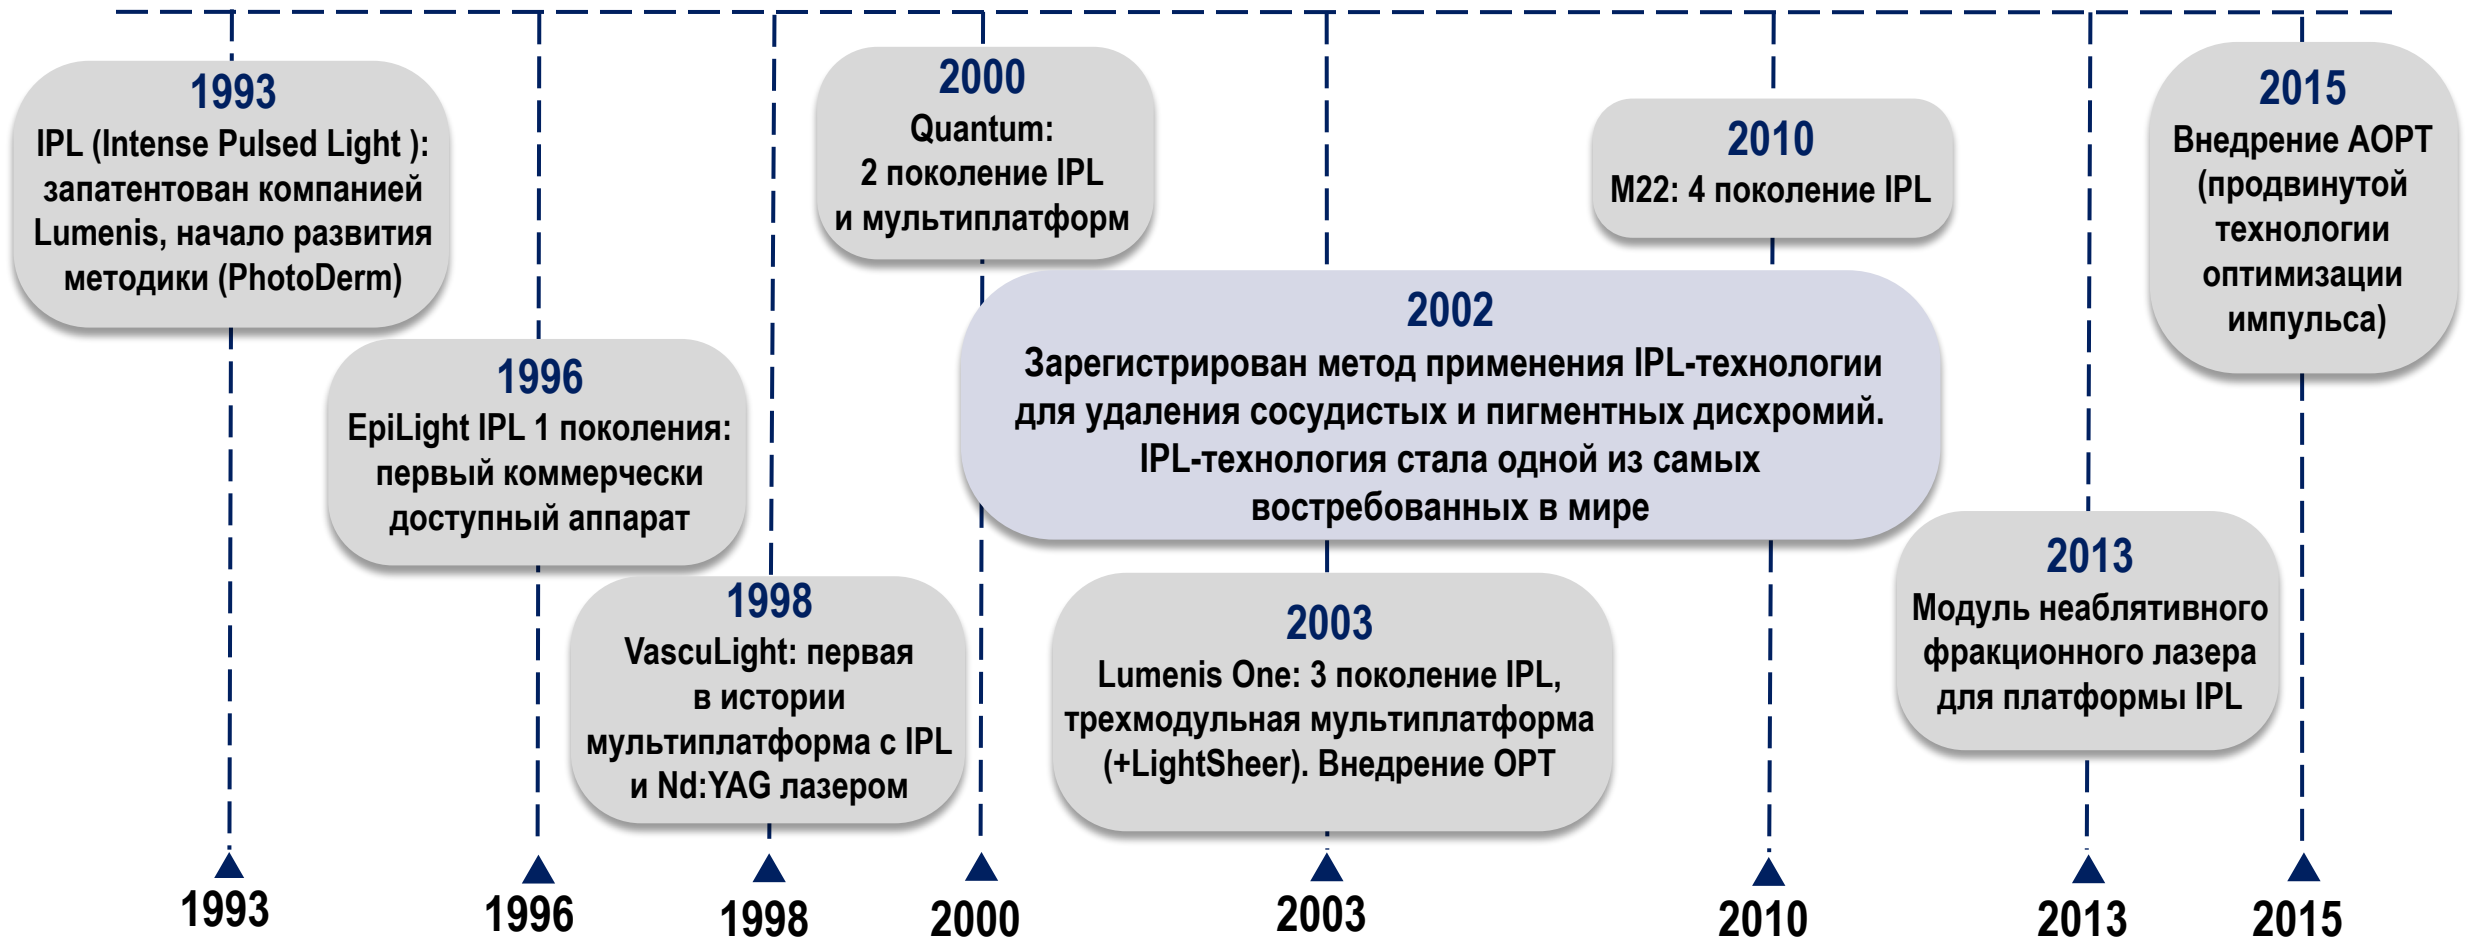 1993
IPL (Intense Pulsed Light ):
запатентован компанией
Lumenis, начало развития
методики (PhotoDerm)
1996
EpiLight IPL 1 поколения:
первый коммерчески
доступный аппарат
1998
VascuLight: первая
в истории
мультиплатформа с IPL
и Nd:YAG лазером
2000
Quantum:
2 поколение IPL
и мультиплатформ
2002
Зарегистрирован метод применения IPL-технологии
для удаления сосудистых и пигментных дисхромий.
IPL-технология стала одной из самых
востребованных в мире
2003
Lumenis One: 3 поколение IPL,
трехмодульная мультиплатформа
(+LightSheer). Внедрение OPT
2010
M22: 4 поколение IPL
2013
Модуль неаблятивного
фракционного лазера
для платформы IPL
2015
Внедрение АОРТ
(продвинутой
технологии
оптимизации
импульса)
1993
1996
1998
2000
2003
2010
2013
2015